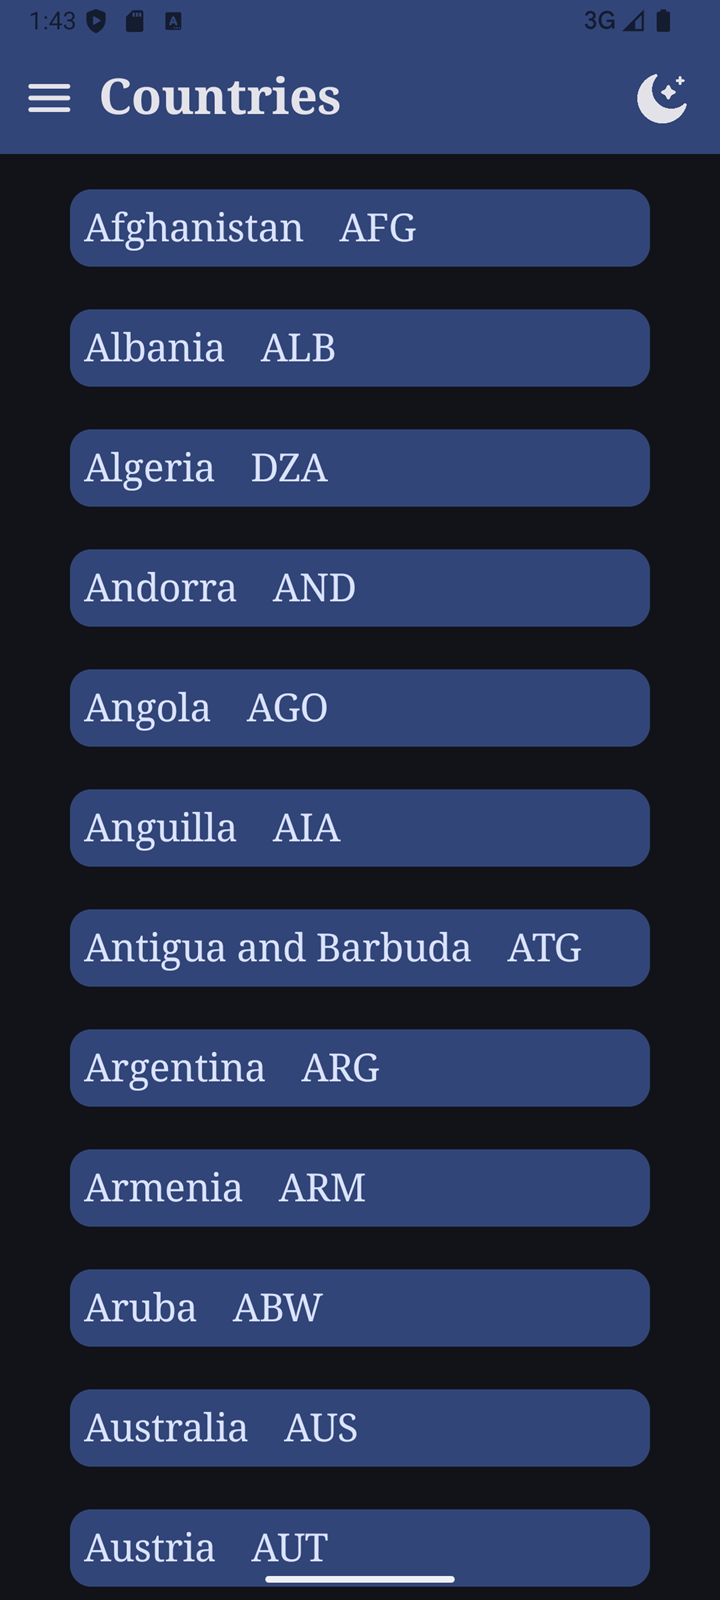 1:43 3G
Countries
Afghanistan AFG
Albania ALB
Algeria DZA
Andorra AND
Angola AGO
Anguilla AIA
Antigua and Barbuda ATG
Argentina ARG
Armenia ARM
Aruba ABW
Australia AUS
Austria AUT